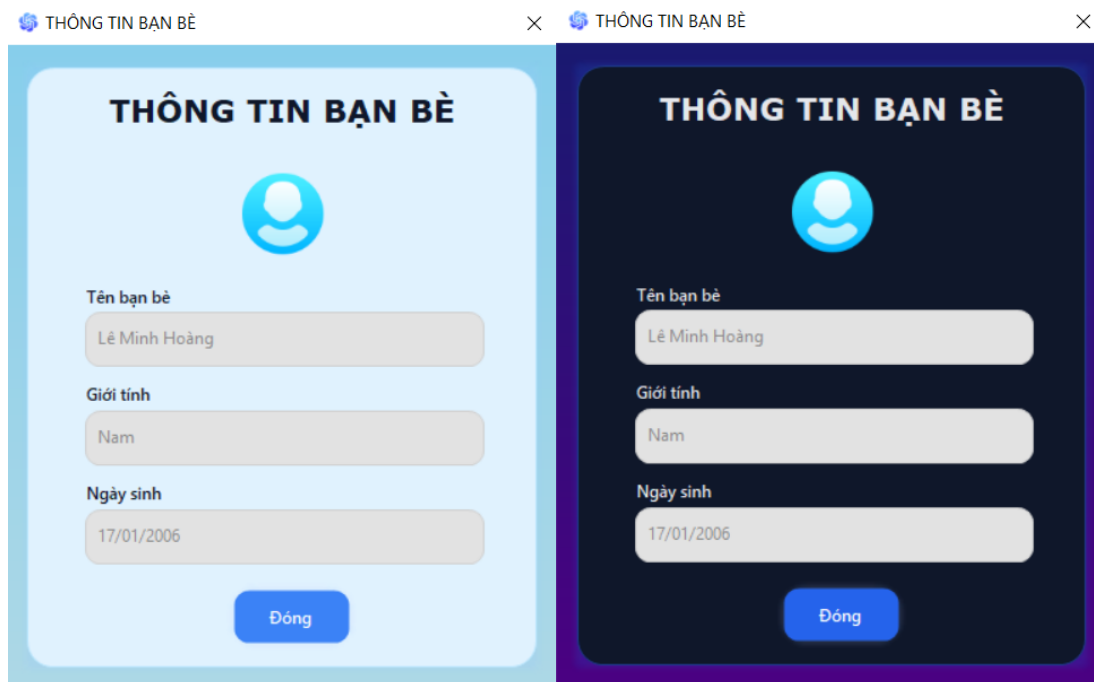 THÔNG TIN BẠN BÈ
THÔNG TIN BẠN BÈ
Tên bạn bè
Lê Minh Hoàng
Giới tính
Nam
Ngày sinh
17/01/2006
Đóng
THÔNG TIN BẠN BÈ
THÔNG TIN BẠN BÈ
Tên bạn bè
Lê Minh Hoàng
Giới tính
Nam
Ngày sinh
17/01/2006
Đóng